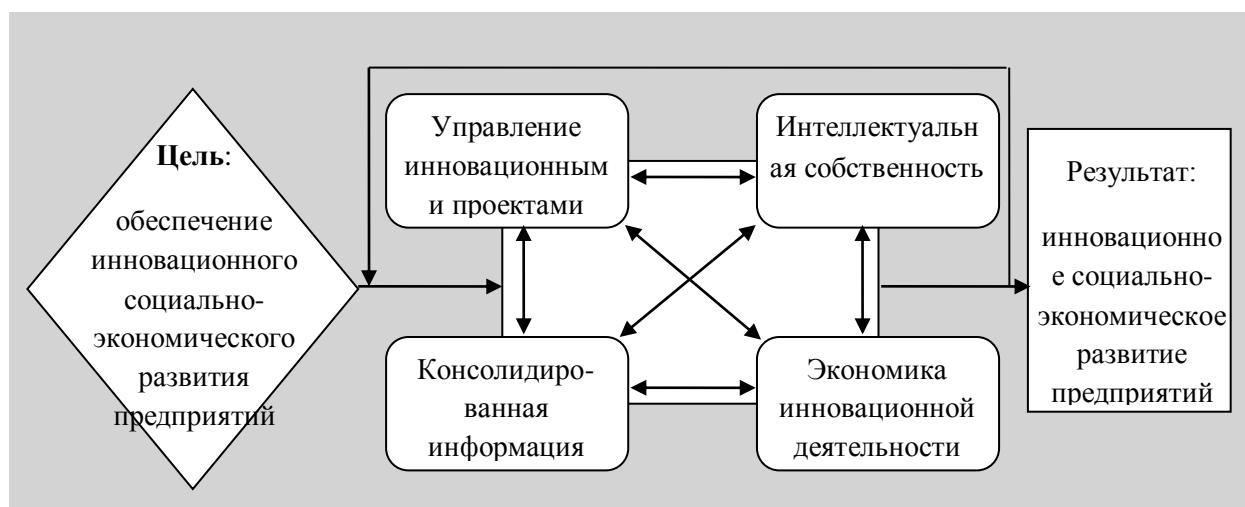 Цель:
обеспечение
инновационного
социально-
экономического
развития
предприятий
Управление
инновационным
и проектами
Интеллектуальн
ая собственность
Консолидиро-
ванная
информация
Экономика
инновационной
деятельности
Результат:
инновационно
е социально-
экономическое
развитие
предприятий